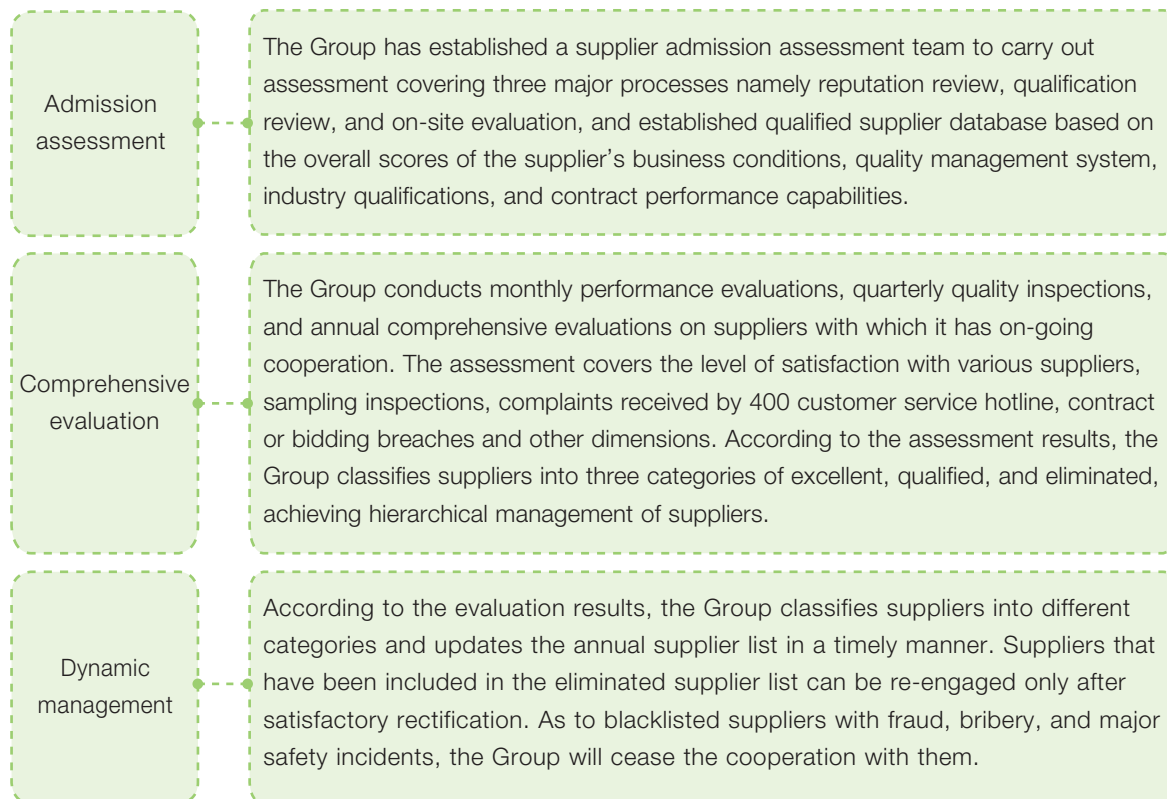 Admission
assessment
The Group has established a supplier admission assessment team to carry out
assessment covering three major processes namely reputation review, qualification
review, and on-site evaluation, and established qualified supplier database based on
the overall scores of the supplier’s business conditions, quality management system,
industry qualifications, and contract performance capabilities.
Comprehensive
evaluation
The Group conducts monthly performance evaluations, quarterly quality inspections,
and annual comprehensive evaluations on suppliers with which it has on-going
cooperation. The assessment covers the level of satisfaction with various suppliers,
sampling inspections, complaints received by 400 customer service hotline, contract
or bidding breaches and other dimensions. According to the assessment results, the
Group classifies suppliers into three categories of excellent, qualified, and eliminated,
achieving hierarchical management of suppliers.
Dynamic
management
According to the evaluation results, the Group classifies suppliers into different
categories and updates the annual supplier list in a timely manner. Suppliers that
have been included in the eliminated supplier list can be re-engaged only after
satisfactory rectification. As to blacklisted suppliers with fraud, bribery, and major
safety incidents, the Group will cease the cooperation with them.